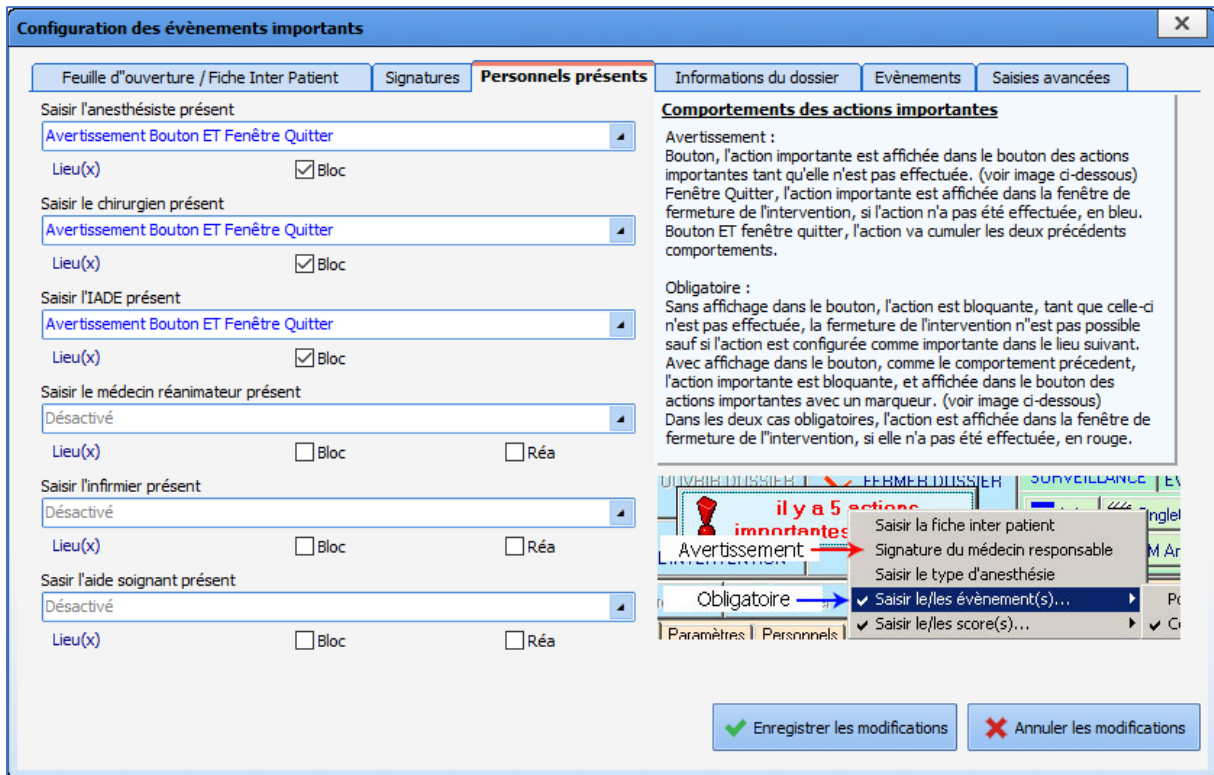 Configuration des évènements importants
Feuille d"ouverture / Fiche Inter Patient
Signatures
Personnels présents
Informations du dossier
Evènements
Saisies avancées
Saisir l'anesthésiste présent
Avertissement Bouton ET Fenêtre Quitter
Lieu(x)
Bloc
Saisir le chirurgien présent
Avertissement Bouton ET Fenêtre Quitter
Lieu(x)
Bloc
Saisir l'IADE présent
Avertissement Bouton ET Fenêtre Quitter
Lieu(x)
Bloc
Saisir le médecin réanimateur présent
Désactivé
Lieu(x)
Bloc
Réa
Saisir l'infirmier présent
Désactivé
Lieu(x)
Bloc
Réa
Sasir l'aide soignant présent
Désactivé
Lieu(x)
Bloc
Réa
Comportements des actions importantes
Avertissement :
Bouton, l'action importante est affichée dans le bouton des actions
importantes tant qu'elle n'est pas effectuée. (voir image ci-dessous)
Fenêtre Quitter, l'action importante est affichée dans la fenêtre de
fermeture de l'intervention, si l'action n'a pas été effectuée, en bleu.
Bouton ET fenêtre quitter, l'action va cumuler les deux précédents
comportements.
Obligatoire :
Sans affichage dans le bouton, l'action est bloquante, tant que celle-ci
n'est pas effectuée, la fermeture de l'intervention n"est pas possible
sauf si l'action est configurée comme importante dans le lieu suivant.
Avec affichage dans le bouton, comme le comportement précedent,
l'action importante est bloquante, et affichée dans le bouton des
actions importantes avec un marqueur. (voir image ci-dessous)
Dans les deux cas obligatoires, l'action est affichée dans la fenêtre de
fermeture de l"intervention, si elle n'a pas été effectuée, en rouge.
OUVRIR DOSSIER
FERMER DOSSIER
SURVEILLANCE
il y a 5 actions
importantes
Saisir la fiche inter patient
Avertissement
Signature du médecin responsable
Saisir le type d'anesthésie
Obligatoire
Saisir le/les évènement(s)...
Saisir le/les score(s)...
Paramètres
Personnels
Enregistrer les modifications
Annuler les modifications